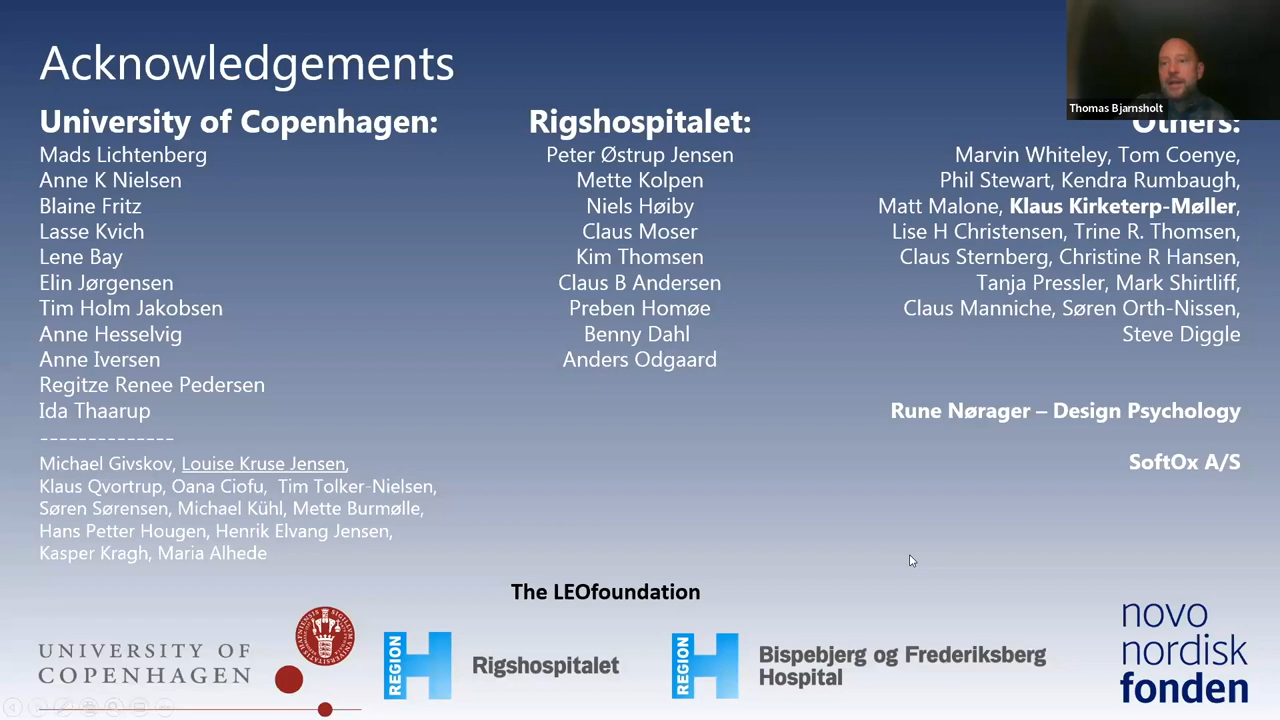 Acknowledgements
Thomas Bjarnsholt
University of Copenhagen:
Mads Lichtenberg
Anne K Nielsen
Blaine Fritz
Lasse Kvich
Lene Bay
Elin Jørgensen
Tim Holm Jakobsen
Anne Hesselvig
Anne Iversen
Regitze Renee Pedersen
Ida Thaarup
--------------
Michael Givskov, Louise Kruse Jensen,
Klaus Qvortrup, Oana Ciofu, Tim Tolker-Nielsen,
Søren Sørensen, Michael Kühl, Mette Burmølle,
Hans Petter Hougen, Henrik Elvang Jensen,
Kasper Kragh, Maria Alhede
Rigshospitalet:
Peter Østrup Jensen
Mette Kolpen
Niels Høiby
Claus Moser
Kim Thomsen
Claus B Andersen
Preben Homøe
Benny Dahl
Anders Odgaard
Others:
Marvin Whiteley, Tom Coenye,
Phil Stewart, Kendra Rumbaugh,
Matt Malone, Klaus Kirketerp-Møller,
Lise H Christensen, Trine R. Thomsen,
Claus Sternberg, Christine R Hansen,
Tanja Pressler, Mark Shirtliff,
Claus Manniche, Søren Orth-Nissen,
Steve Diggle
Rune Nørager – Design Psychology
SoftOx A/S
The LEOfoundation
UNIVERSITY OF
COPENHAGEN
REGION H
Rigshospitalet
REGION H
Bispebjerg og Frederiksberg
Hospital
novo
nordisk
fonden